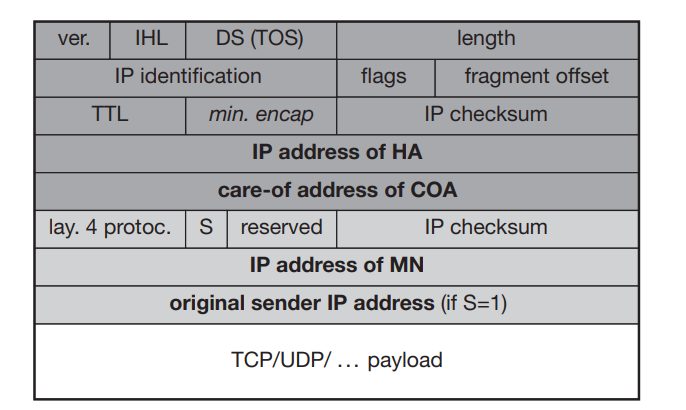 ver. IHL DS (TOS) length
IP identification flags fragment offset
TTL min. encap IP checksum
IP address of HA
care-of address of COA
lay. 4 protoc. S reserved IP checksum
IP address of MN
original sender IP address (if S=1)
TCP/UDP/ ... payload